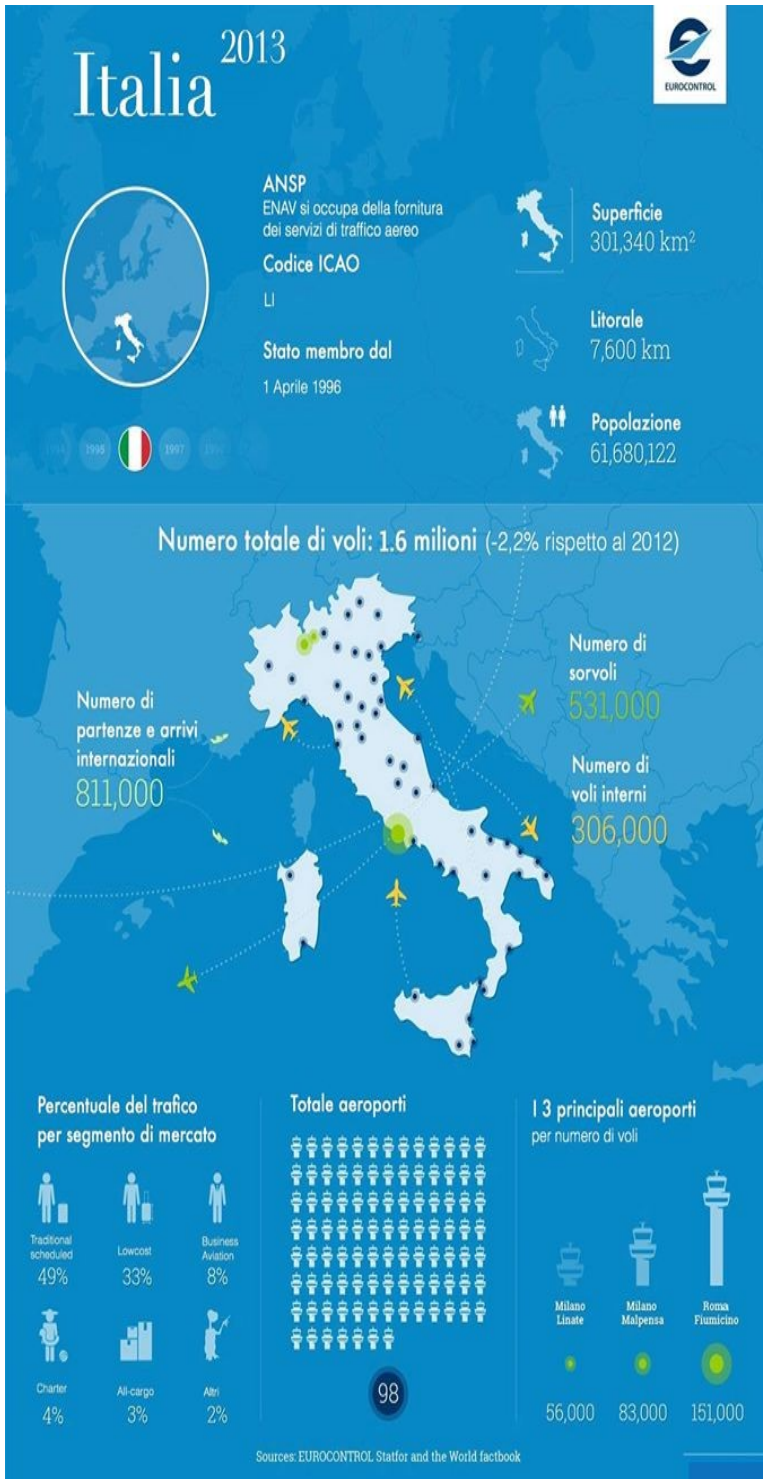 Italia 2013
EUROCONTROL
ANSP
ENAV si occupa della fornitura
dei servizi di traffico aereo
Codice ICAO
LI
Stato membro dal
1 Aprile 1996
Superficie
301,340 km²
Litorale
7,600 km
Popolazione
61,680,122
1995
1997
Numero totale di voli: 1.6 milioni (-2,2% rispetto al 2012)
Numero di
partenze e arrivi
internazionali
811,000
Numero di
sorvoli
531,000
Numero di
voli interni
306,000
Percentuale del trafico
per segmento di mercato
Traditional
scheduled
49%
Lowcost
33%
Business
Aviation
8%
Charter
4%
All-cargo
3%
Altri
2%
Totale aeroporti
98
I 3 principali aeroporti
per numero di voli
Milano
Linate
56,000
Milano
Malpensa
83,000
Roma
Fiumicino
151,000
Sources: EUROCONTROL Statfor and the World factbook